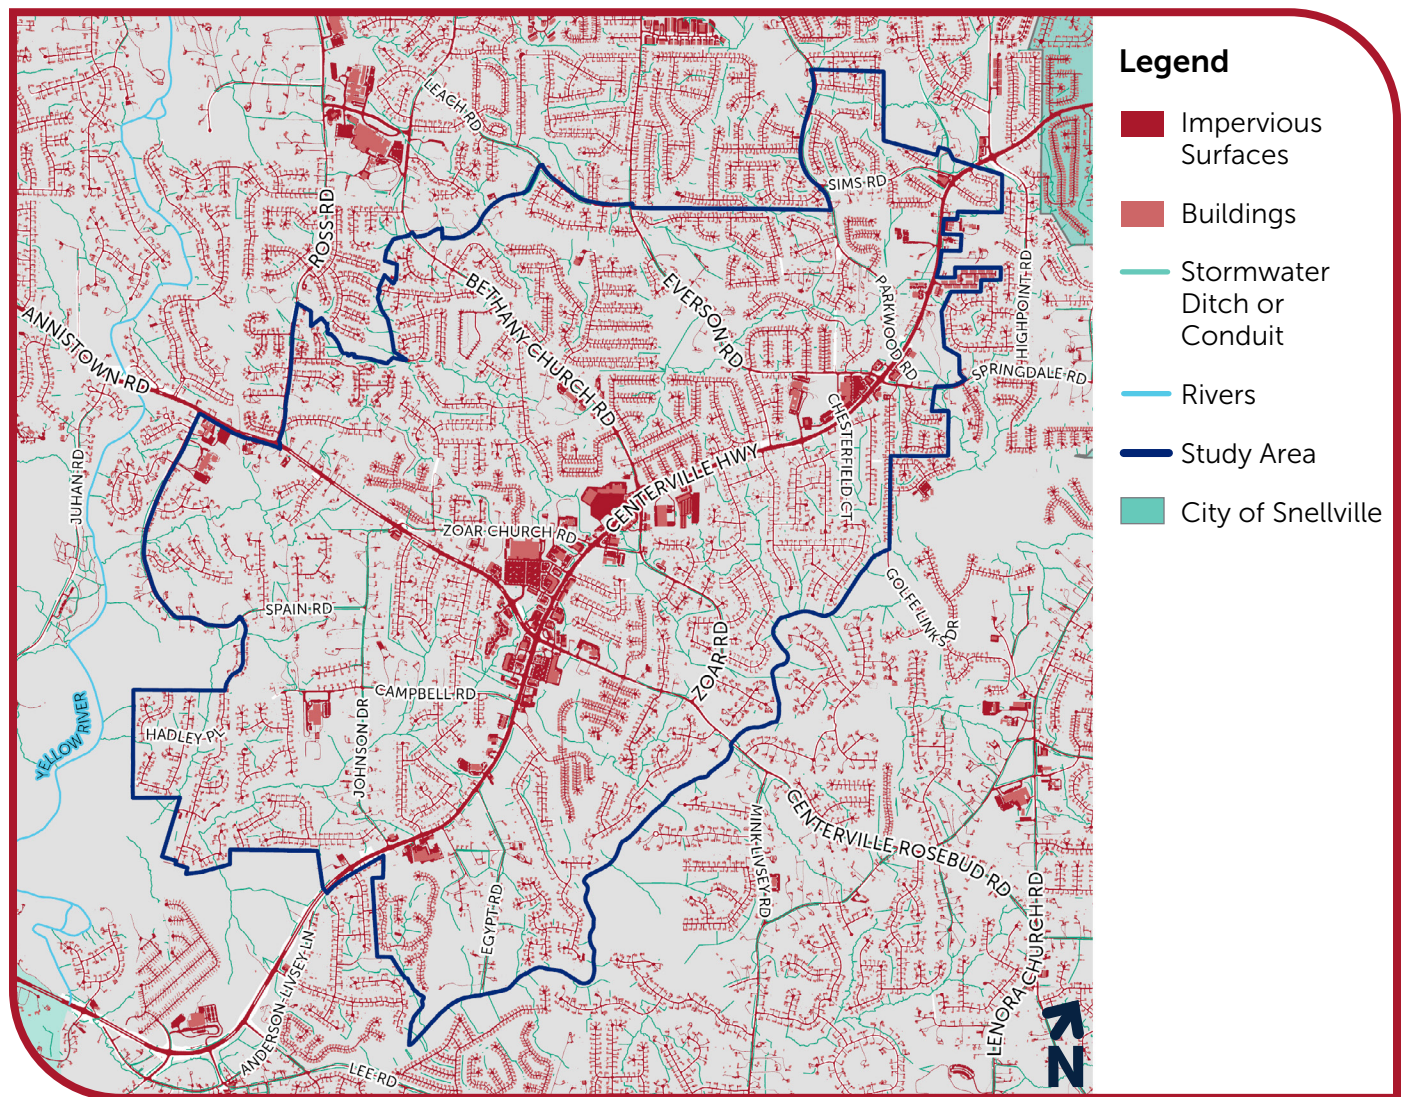 Legend
Impervious
Surfaces
Buildings
Stormwater
Ditch or
Conduit
Rivers
Study Area
City of Snellville
LEACH RD
SIMS RD
ROSS RD
BETHANY CHURCH RD
EVERSON RD
PARKWOOD RD
HIGHPOINT RD
SPRINGDALE RD
ANNISTOWN RD
JUHAN RD
CHESTERFIELD CT
CENTERVILLE HWY
ZOAR CHURCH RD
SPAIN RD
GOLFE LINKS DR
ZOAR RD
CAMPBELL RD
JOHNSON DR
HADLEY PL
YELLOW RIVER
MINK LIVSEY RD
CENTERVILLE ROSEBUD RD
EGYPT RD
LENORA CHURCH RD
ANDERSON-LIVSEY LN
LEE RD
N